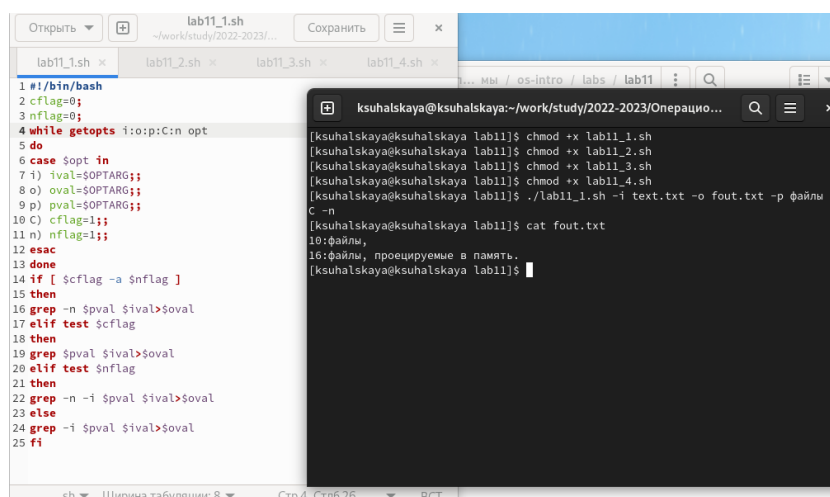 Открыть
lab11_1.sh
~/work/study/2022-2023/...
Сохранить
lab11_1.sh ×
lab11_2.sh ×
lab11_3.sh ×
lab11_4.sh ×
1 #!/bin/bash
2 cflag=0;
3 nflag=0;
4 while getopts i:o:p:C:n opt
5 do
6 case $opt in
7 i) ival=$OPTARG;;
8 o) oval=$OPTARG;;
9 p) pval=$OPTARG;;
10 C) cflag=1;;
11 n) nflag=1;;
12 esac
13 done
14 if [ $cflag -a $nflag ]
15 then
16 grep -n $pval $ival>$oval
17 elif test $cflag
18 then
19 grep $pval $ival>$oval
20 elif test $nflag
21 then
22 grep -n -i $pval $ival>$oval
23 else
24 grep -i $pval $ival>$oval
25 fi
sh
Ширина табуляции: 8
Стр 4, Стлб 26
ВСТ
... мы / os-intro / labs / lab11
ksuhalskaya@ksuhalskaya:~/work/study/2022-2023/Операцио...
[ksuhalskaya@ksuhalskaya lab11]$ chmod +x lab11_1.sh
[ksuhalskaya@ksuhalskaya lab11]$ chmod +x lab11_2.sh
[ksuhalskaya@ksuhalskaya lab11]$ chmod +x lab11_3.sh
[ksuhalskaya@ksuhalskaya lab11]$ chmod +x lab11_4.sh
[ksuhalskaya@ksuhalskaya lab11]$ ./lab11_1.sh -i text.txt -o fout.txt -p файлы
C -n
[ksuhalskaya@ksuhalskaya lab11]$ cat fout.txt
10:файлы,
16:файлы, проецируемые в память.
[ksuhalskaya@ksuhalskaya lab11]$